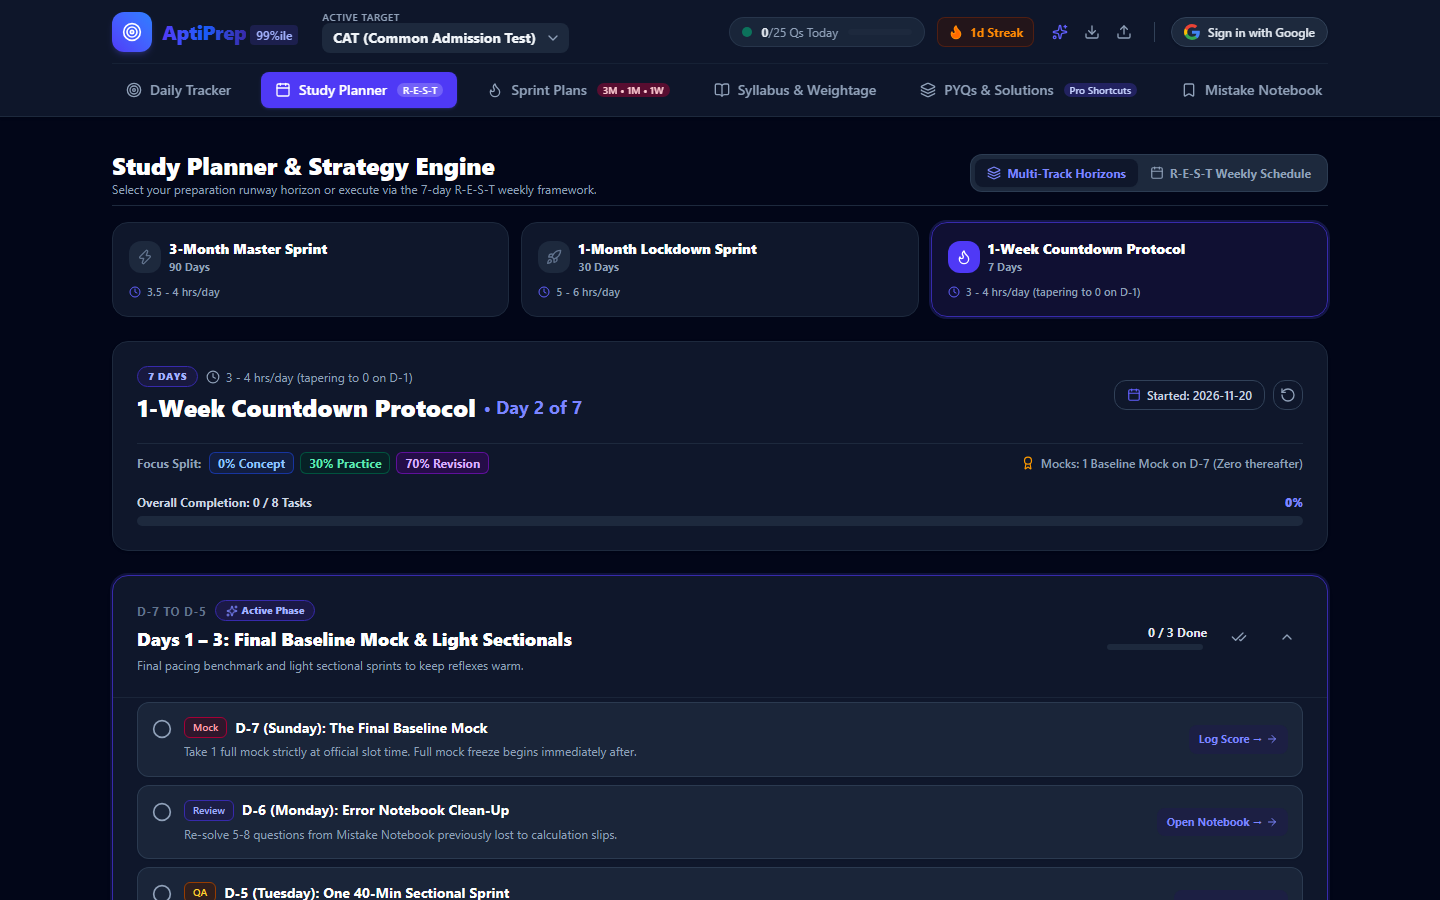 AptiPrep 99%ile
ACTIVE TARGET
CAT (Common Admission Test)
0/25 Qs Today
1d Streak
Sign in with Google
Daily Tracker
Study Planner R-E-S-T
Sprint Plans 3M • 1M • 1W
Syllabus & Weightage
PYQs & Solutions Pro Shortcuts
Mistake Notebook
Study Planner & Strategy Engine
Select your preparation runway horizon or execute via the 7-day R-E-S-T weekly framework.
Multi-Track Horizons
R-E-S-T Weekly Schedule
3-Month Master Sprint
90 Days
3.5 - 4 hrs/day
1-Month Lockdown Sprint
30 Days
5 - 6 hrs/day
1-Week Countdown Protocol
7 Days
3 - 4 hrs/day (tapering to 0 on D-1)
7 DAYS 3 - 4 hrs/day (tapering to 0 on D-1)
1-Week Countdown Protocol • Day 2 of 7
Started: 2026-11-20
Focus Split: 0% Concept 30% Practice 70% Revision
Mocks: 1 Baseline Mock on D-7 (Zero thereafter)
Overall Completion: 0 / 8 Tasks
0%
D-7 TO D-5 Active Phase
Days 1 – 3: Final Baseline Mock & Light Sectionals
Final pacing benchmark and light sectional sprints to keep reflexes warm.
0 / 3 Done
Mock D-7 (Sunday): The Final Baseline Mock
Take 1 full mock strictly at official slot time. Full mock freeze begins immediately after.
Log Score → →
Review D-6 (Monday): Error Notebook Clean-Up
Re-solve 5-8 questions from Mistake Notebook previously lost to calculation slips.
Open Notebook → →
QA D-5 (Tuesday): One 40-Min Sectional Sprint